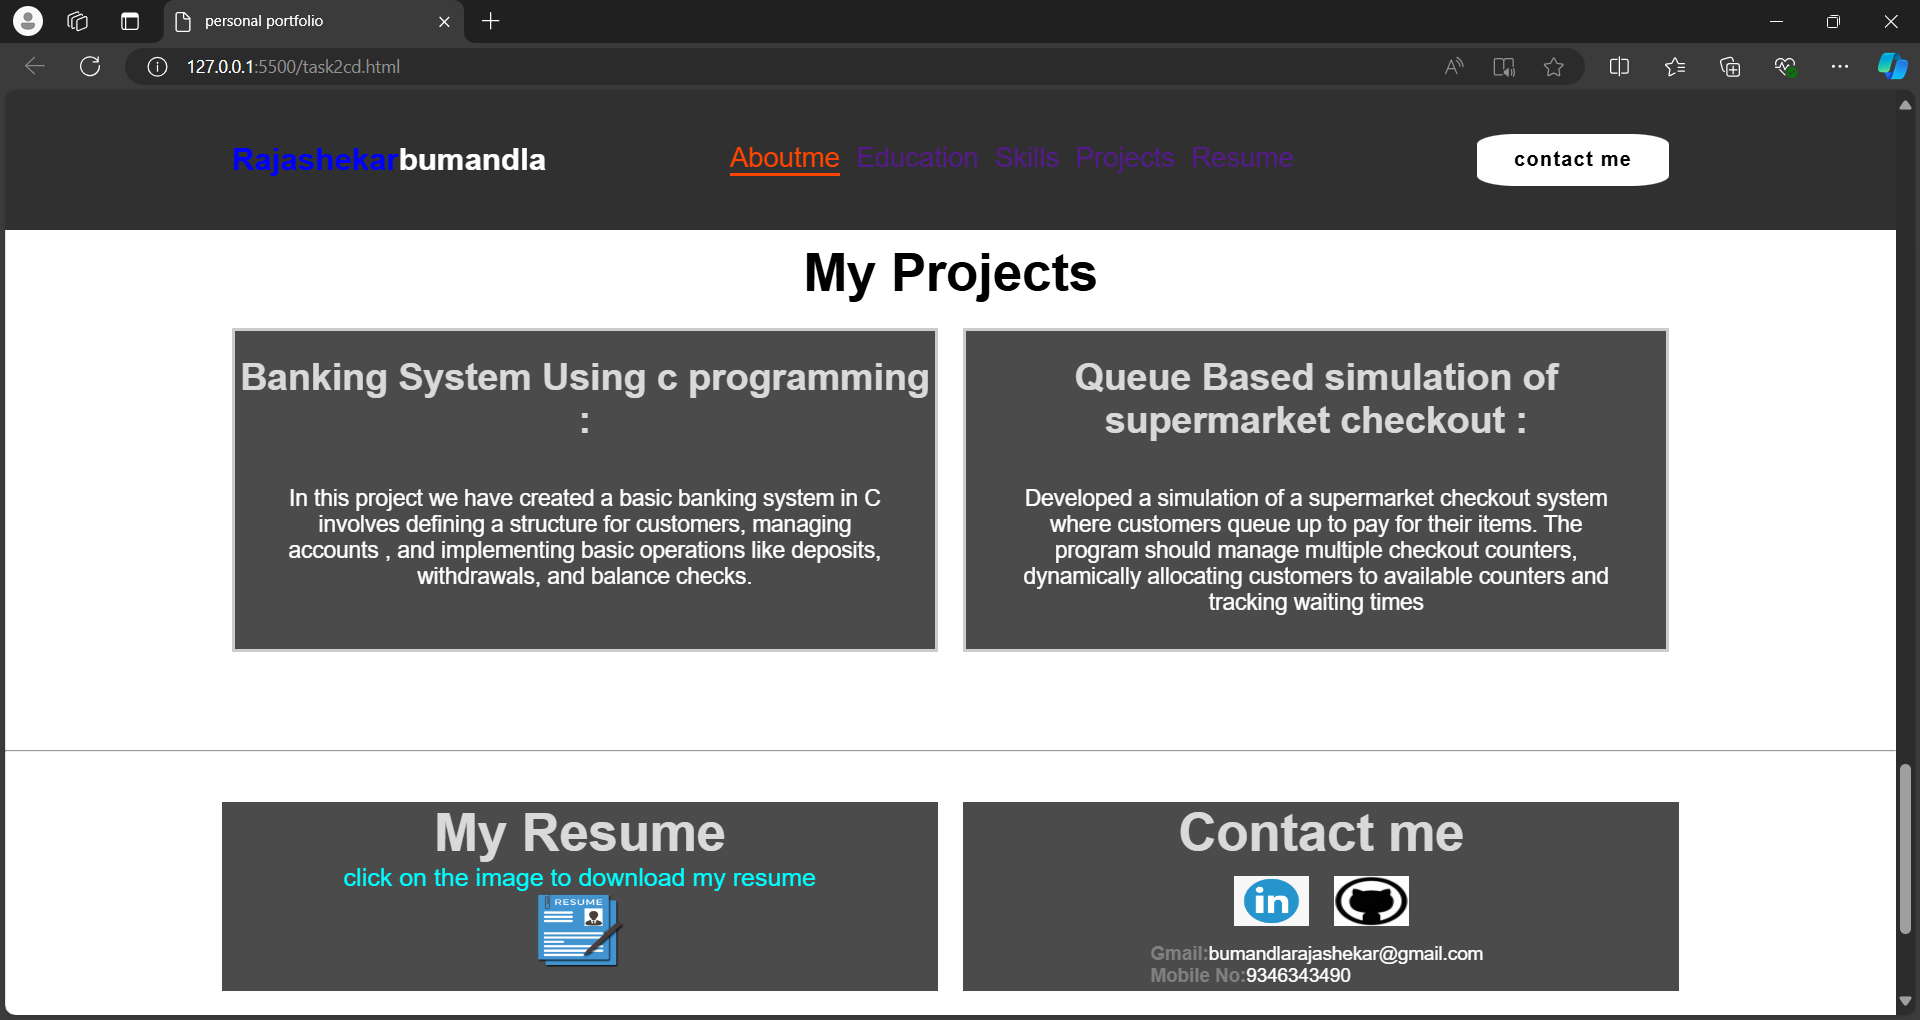 personal portfolio
127.0.0.1:5500/task2cd.html
Rajashekarbumandla
Aboutme Education Skills Projects Resume
contact me
My Projects
Banking System Using c programming
:
In this project we have created a basic banking system in C
involves defining a structure for customers, managing
accounts , and implementing basic operations like deposits,
withdrawals, and balance checks.
Queue Based simulation of
supermarket checkout :
Developed a simulation of a supermarket checkout system
where customers queue up to pay for their items. The
program should manage multiple checkout counters,
dynamically allocating customers to available counters and
tracking waiting times
My Resume
click on the image to download my resume
RESUME
Contact me
in
Gmail:bumandlarajashekar@gmail.com
Mobile No:9346343490